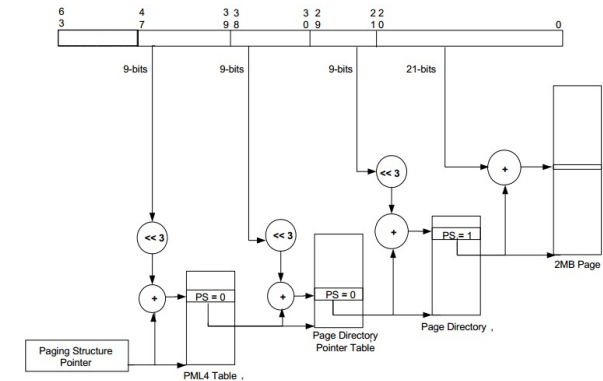 6 4 3 3 3 2 2 2
3 7 9 8 0 9 1 0 0
9-bits 9-bits 9-bits 21-bits
<< 3
+
2MB Page
<< 3
<< 3
+
PS = 1
+
PS = 0
+
PS = 0
Page Directory
Pointer Table
Page Directory ,
Paging Structure
Pointer
PML4 Table ,